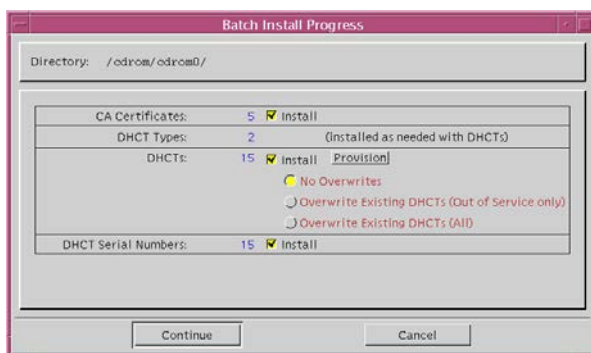 Batch Install Progress
Directory: /cdrom/cdrom0/
CA Certificates: 5 Install
DHCT Types: 2 (installed as needed with DHCTs)
DHCTs: 15 Install Provision
No Overwrites
Overwrite Existing DHCTs (Out of Service only)
Overwrite Existing DHCTs (All)
DHCT Serial Numbers: 15 Install
Continue Cancel